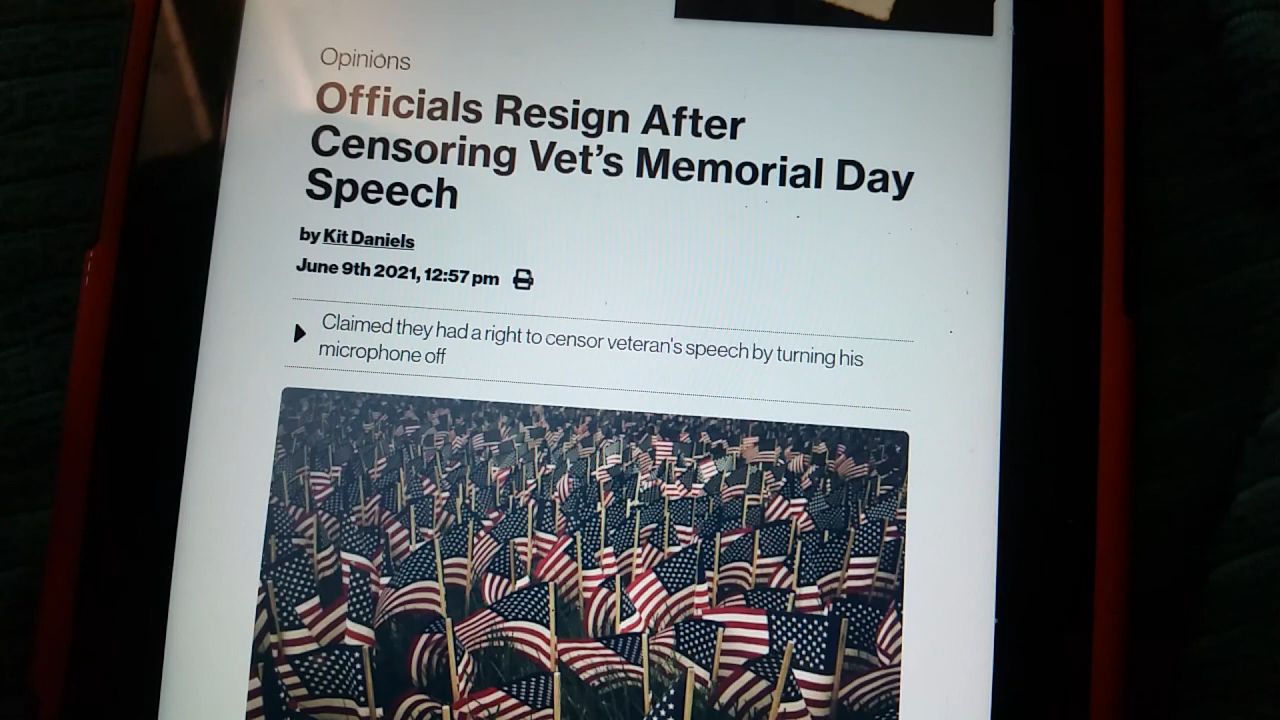 Opinions
Officials Resign After
Censoring Vet’s Memorial Day
Speech
by Kit Daniels
June 9th 2021, 12:57 pm
Claimed they had a right to censor veteran's speech by turning his
microphone off